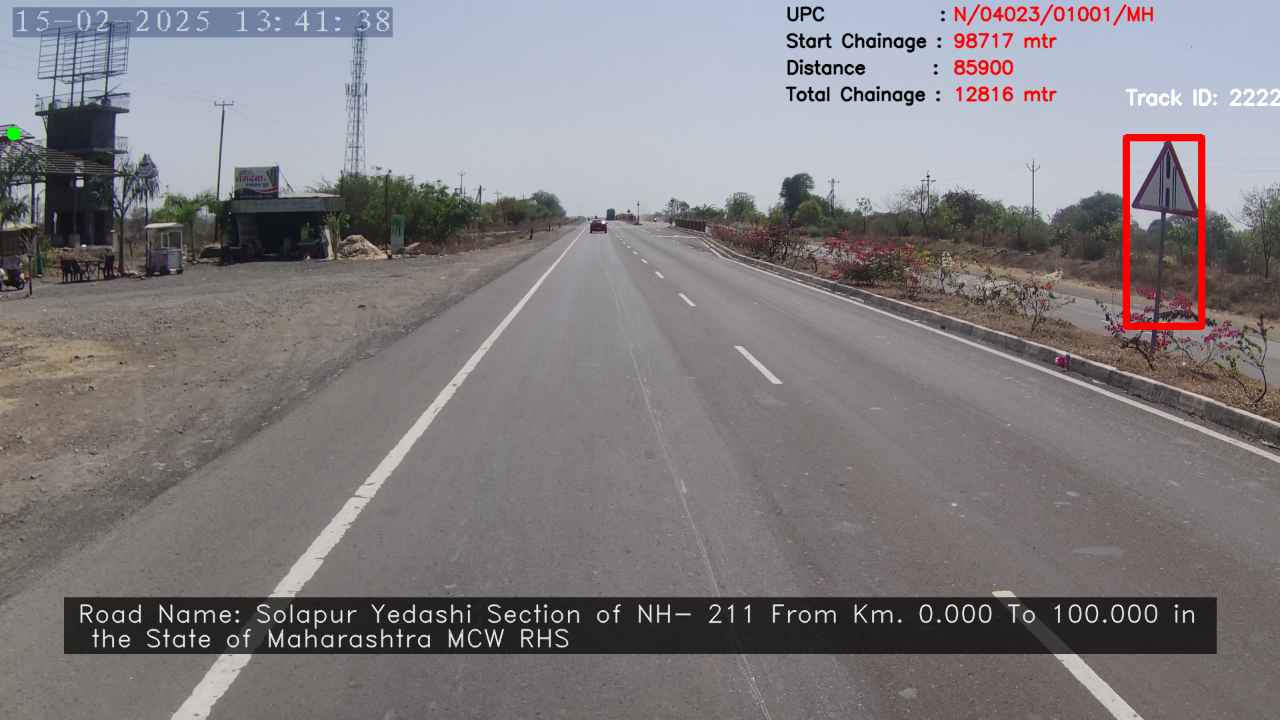 15-02-2025 13:41:38
UPC : N/04023/01001/MH
Start Chainage : 98717 mtr
Distance : 85900
Total Chainage : 12816 mtr
Track ID: 2222
Road Name: Solapur Yedashi Section of NH- 211 From Km. 0.000 To 100.000 in
the State of Maharashtra MCW RHS